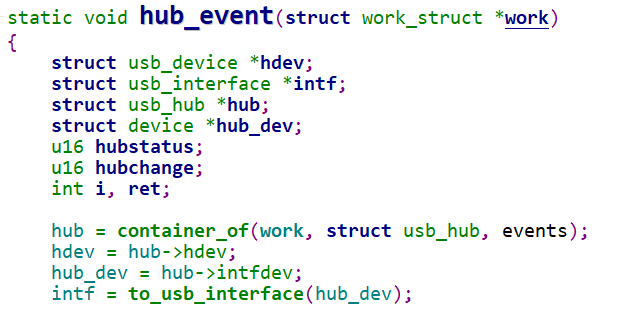 static void hub_event(struct work_struct *work)
{
    struct usb_device *hdev;
    struct usb_interface *intf;
    struct usb_hub *hub;
    struct device *hub_dev;
    u16 hubstatus;
    u16 hubchange;
    int i, ret;

    hub = container_of(work, struct usb_hub, events);
    hdev = hub->hdev;
    hub_dev = hub->intfdev;
    intf = to_usb_interface(hub_dev);